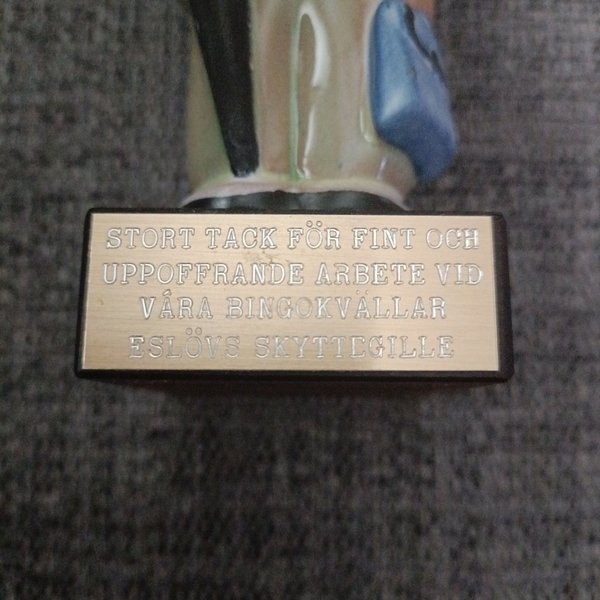 STORT TACK FÖR FINT OCH
UPPOFFRANDE ARBETE VID
VÅRA BINGOKVÄLLAR
ESLÖVS SKYTTEGILLE